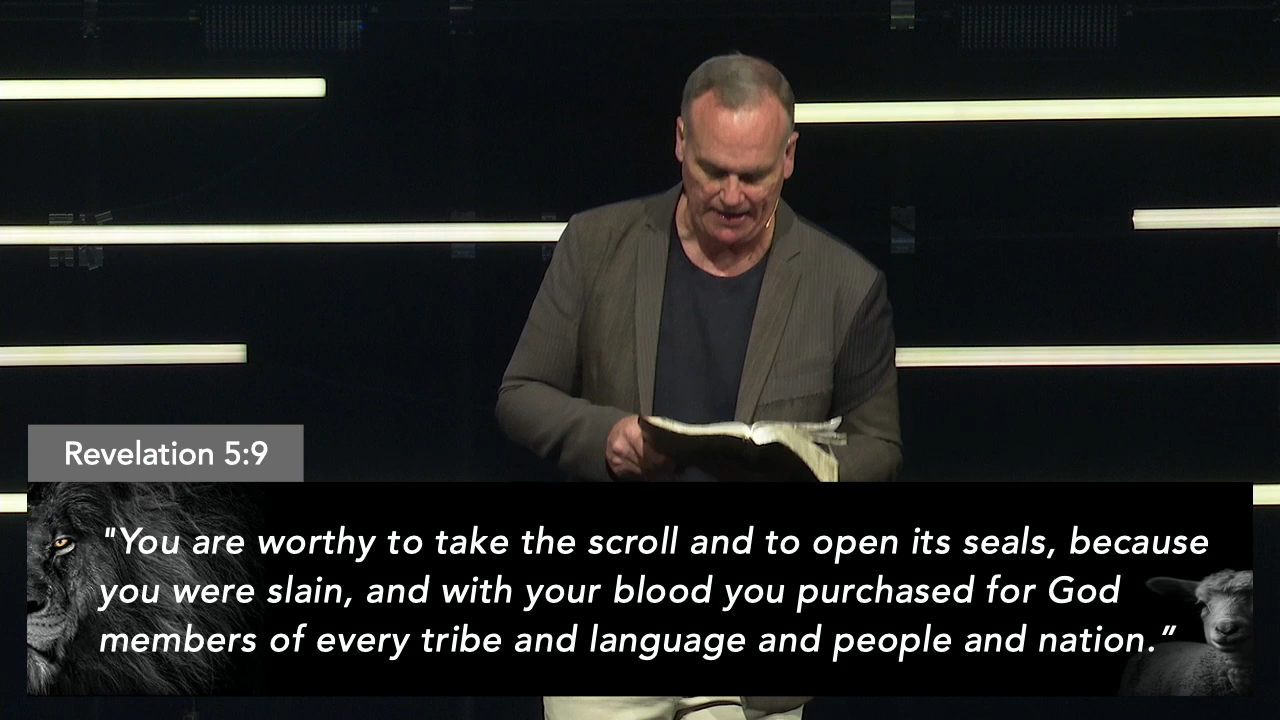 Revelation 5:9
"You are worthy to take the scroll and to open its seals, because
you were slain, and with your blood you purchased for God
members of every tribe and language and people and nation.”